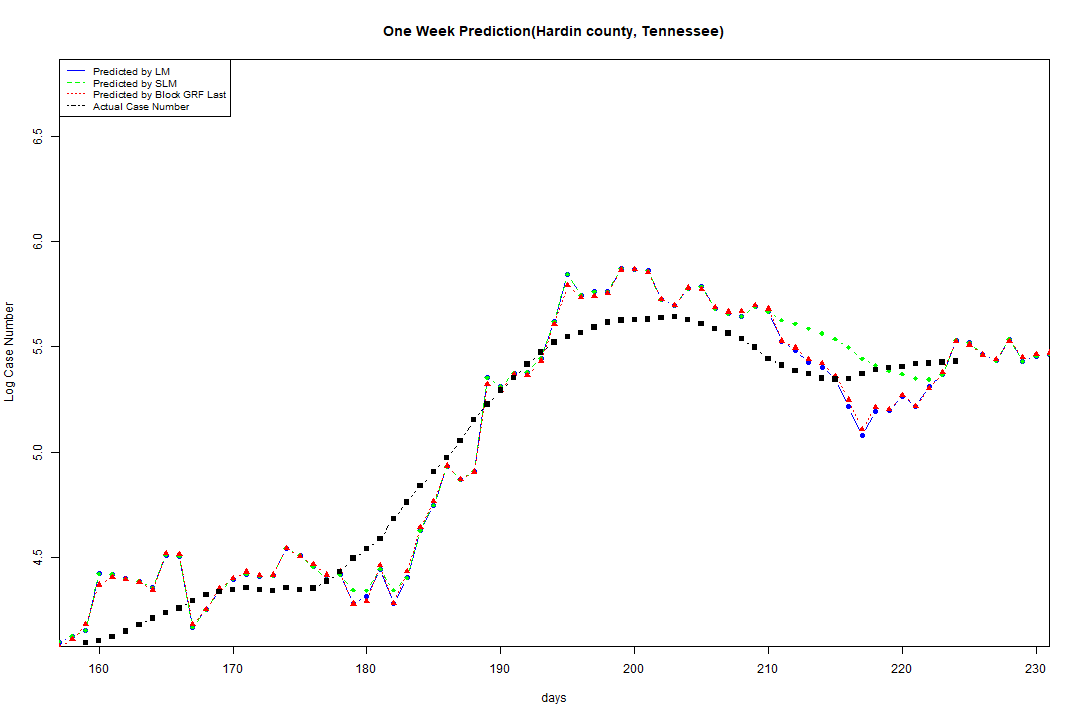 One Week Prediction(Hardin county, Tennessee)
Predicted by LM
Predicted by SLM
Predicted by Block GRF Last
Actual Case Number
Log Case Number
6.5
6.0
5.5
5.0
4.5
160 170 180 190 200 210 220 230
days